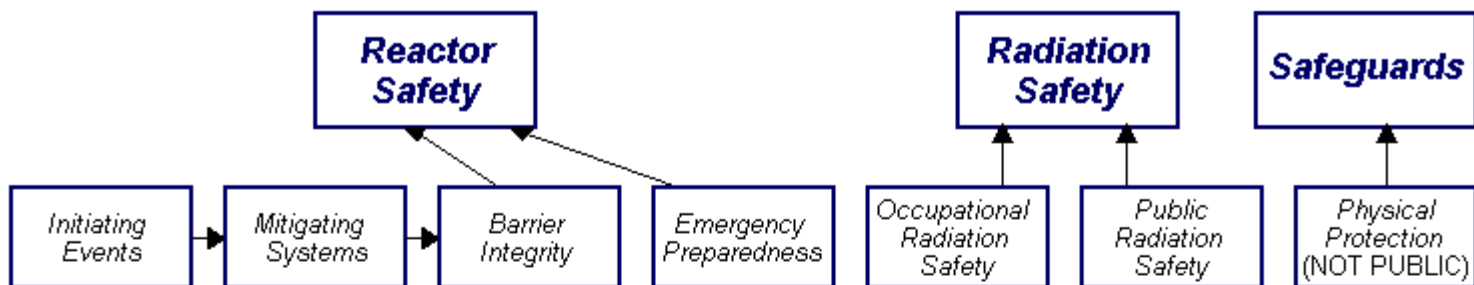 Reactor
Safety
Radiation
Safety
Safeguards
Initiating
Events
Mitigating
Systems
Barrier
Integrity
Emergency
Preparedness
Occupational
Radiation
Safety
Public
Radiation
Safety
Physical
Protection
(NOT PUBLIC)